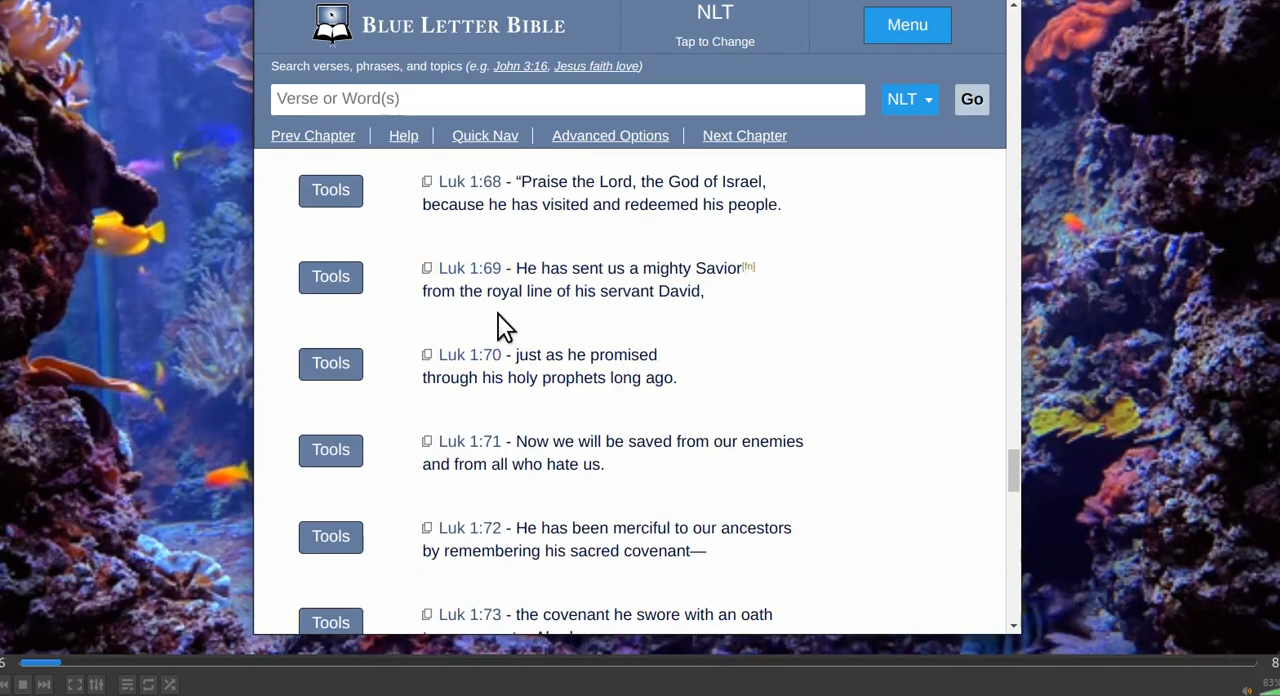 BLUE LETTER BIBLE
NLT
Tap to Change
Menu
Search verses, phrases, and topics (e.g. John 3:16, Jesus faith love)
Verse or Word(s)
NLT
Go
Prev Chapter
Help
Quick Nav
Advanced Options
Next Chapter
Tools
Luk 1:68 - “Praise the Lord, the God of Israel,
because he has visited and redeemed his people.
Tools
Luk 1:69 - He has sent us a mighty Savior[fn]
from the royal line of his servant David,
Tools
Luk 1:70 - just as he promised
through his holy prophets long ago.
Tools
Luk 1:71 - Now we will be saved from our enemies
and from all who hate us.
Tools
Luk 1:72 - He has been merciful to our ancestors
by remembering his sacred covenant—
Tools
Luk 1:73 - the covenant he swore with an oath
6
8
83%